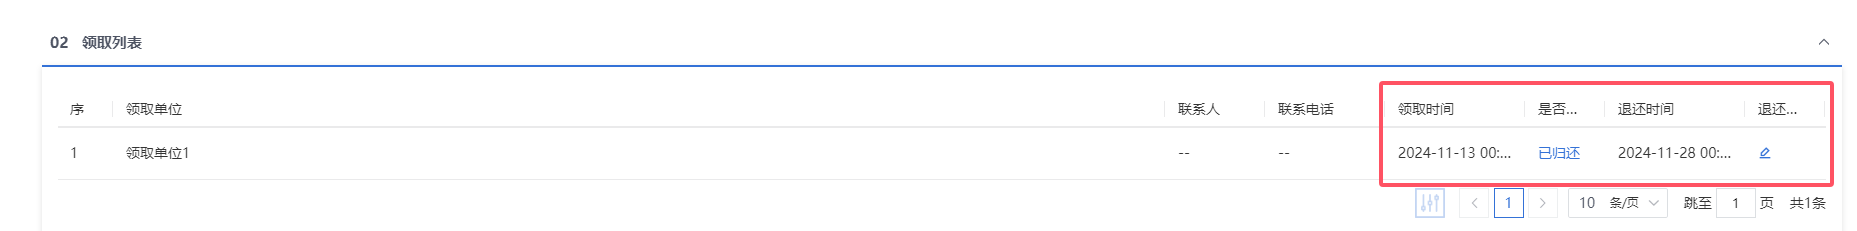 02 领取列表
序 领取单位 联系人 联系电话 领取时间 是否... 退还时间 退还...
1 领取单位1 -- -- 2024-11-13 00:... 已归还 2024-11-28 00:...
1 10 条/页 跳至 1 页 共1条